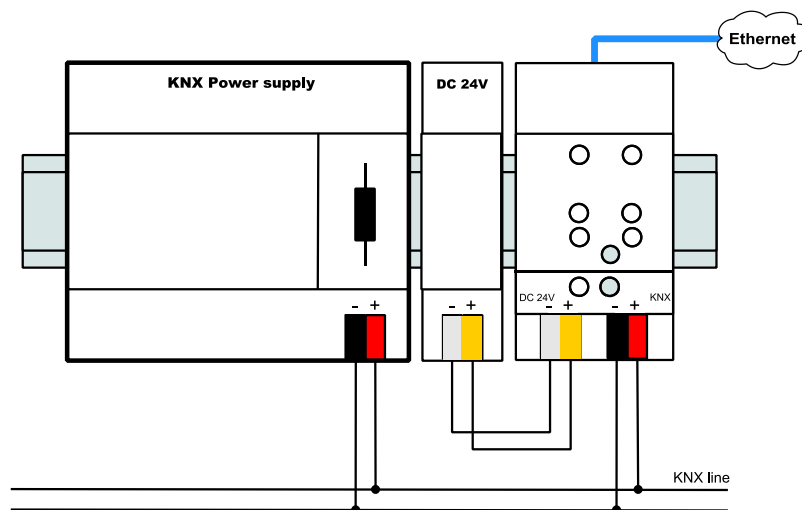 Ethernet
KNX Power supply
DC 24V
DC 24V
KNX
- +
- +
- +
- +
KNX line